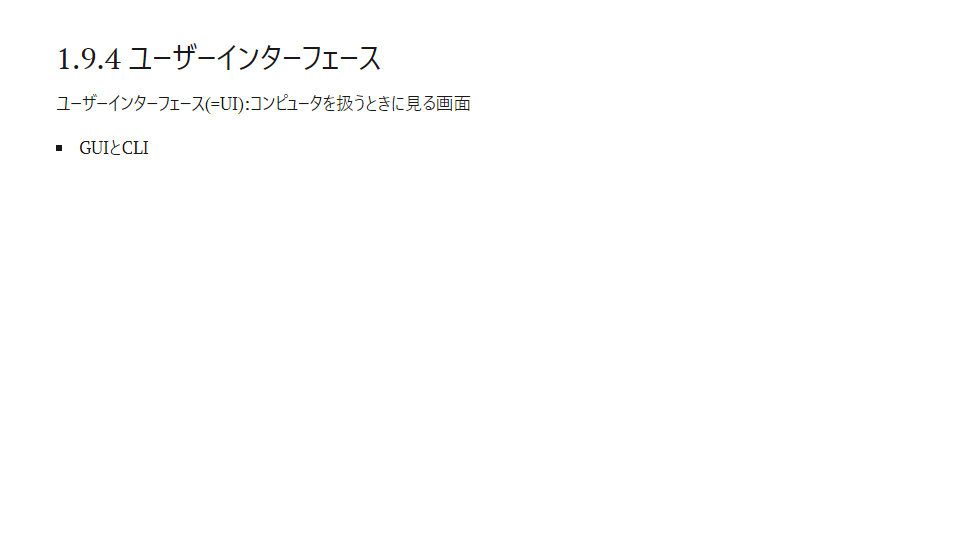 1.9.4 ユーザーインターフェース
ユーザーインターフェース(=UI):コンピュータを扱うときに見る画面
▪ GUIとCLI